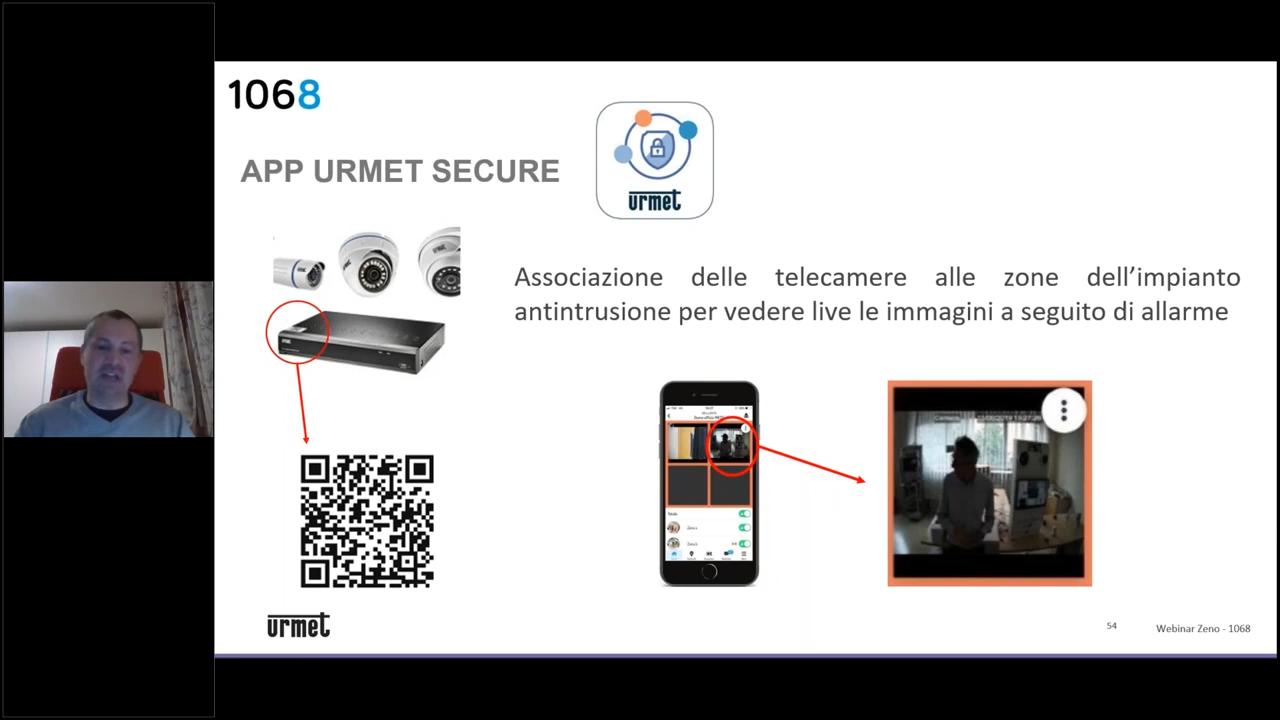 1068
APP URMET SECURE
urmet
Associazione delle telecamere alle zone dell’impianto
antintrusione per vedere live le immagini a seguito di allarme
urmet
54
Webinar Zeno - 1068